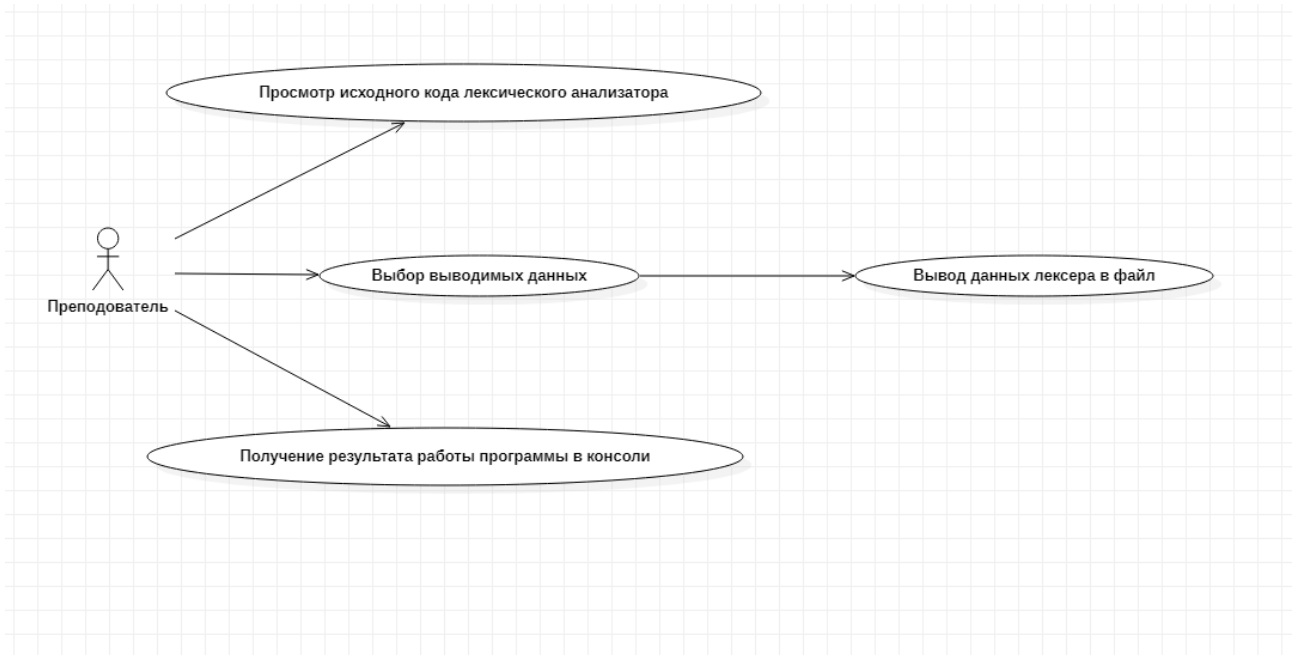 Просмотр исходного кода лексического анализатора
Выбор выводимых данных
Вывод данных лексера в файл
Преподователь
Получение результата работы программы в консоли